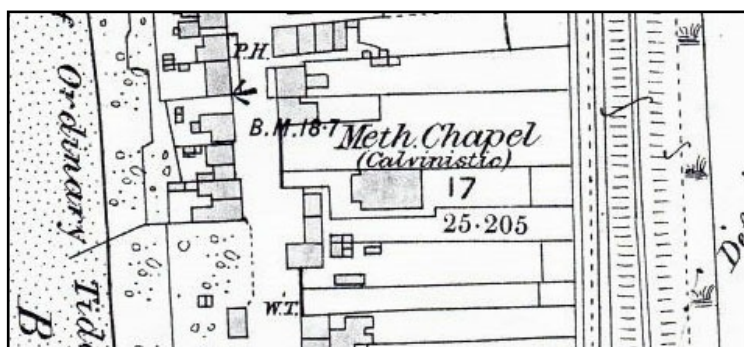 P.H.
B.M.18·7
Meth. Chapel
(Calvinistic)
17
25·205
W.T.
Ordinary
B